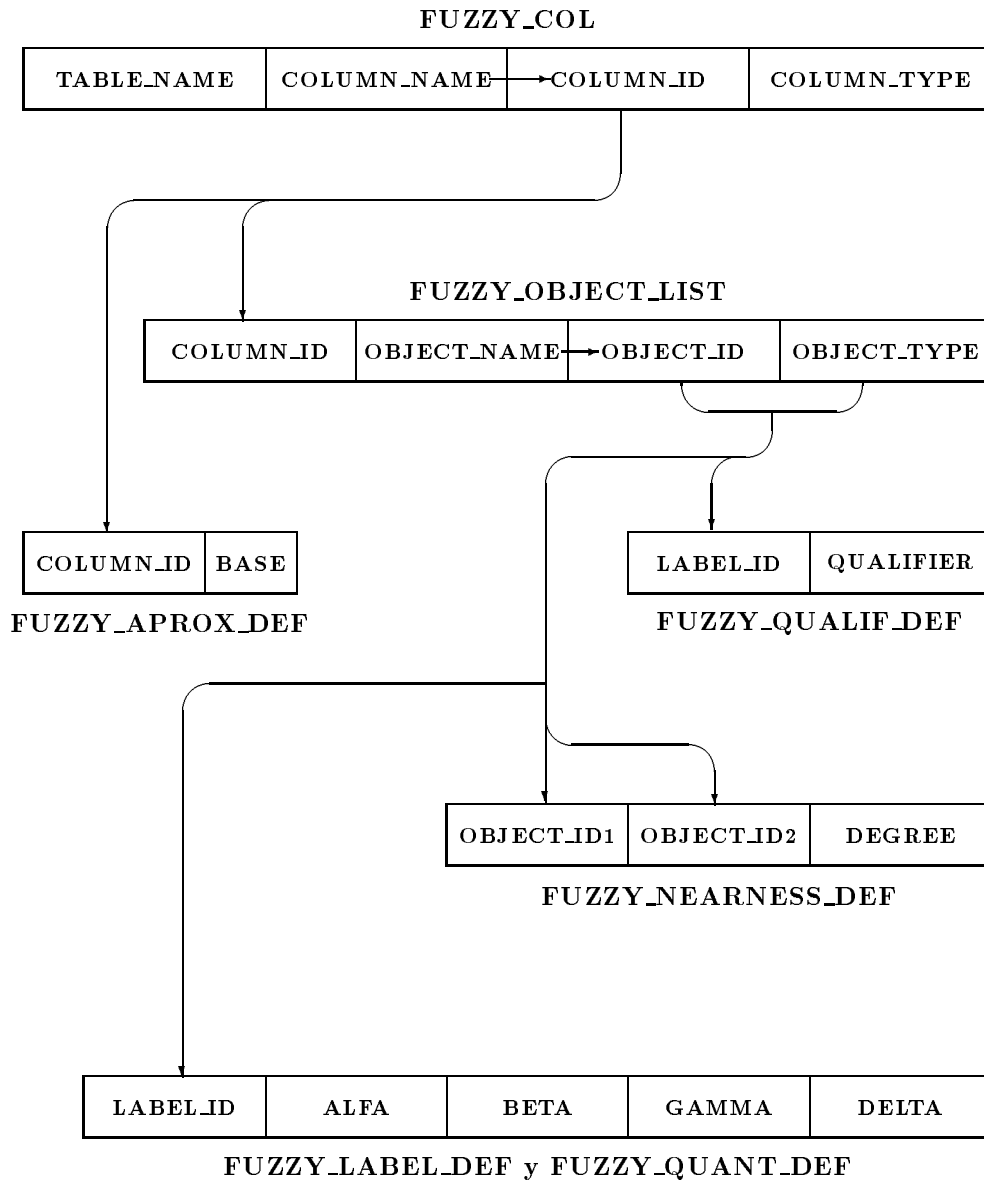 FUZZY_COL
TABLE_NAME COLUMN_NAME COLUMN_ID COLUMN_TYPE
FUZZY_OBJECT_LIST
COLUMN_ID OBJECT_NAME OBJECT_ID OBJECT_TYPE
COLUMN_ID BASE
FUZZY_APROX_DEF
LABEL_ID QUALIFIER
FUZZY_QUALIF_DEF
OBJECT_ID1 OBJECT_ID2 DEGREE
FUZZY_NEARNESS_DEF
LABEL_ID ALFA BETA GAMMA DELTA
FUZZY_LABEL_DEF y FUZZY_QUANT_DEF